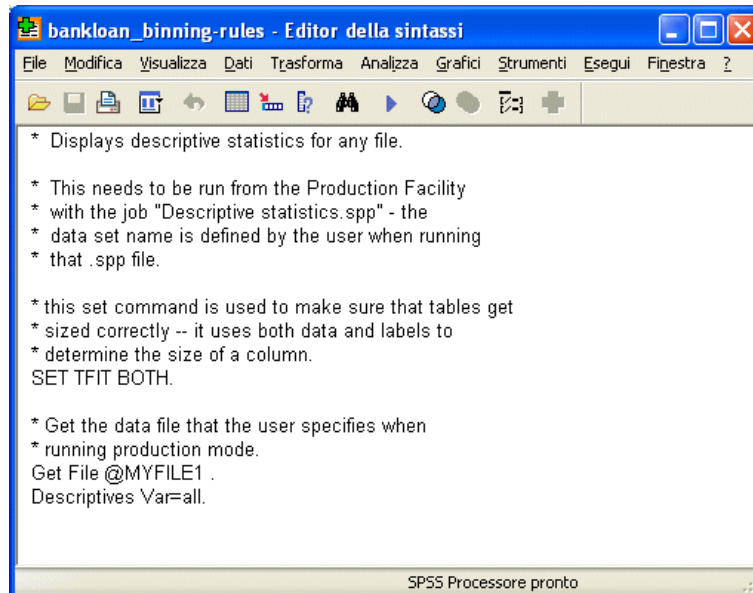 bankloan_binning-rules - Editor della sintassi
File Modifica Visualizza Dati Trasforma Analizza Grafici Strumenti Esegui Finestra ?
* Displays descriptive statistics for any file.
* This needs to be run from the Production Facility
* with the job "Descriptive statistics.spp" - the
* data set name is defined by the user when running
* that .spp file.
* this set command is used to make sure that tables get
* sized correctly -- it uses both data and labels to
* determine the size of a column.
SET TFIT BOTH.
* Get the data file that the user specifies when
* running production mode.
Get File @MYFILE1 .
Descriptives Var=all.
SPSS Processore pronto